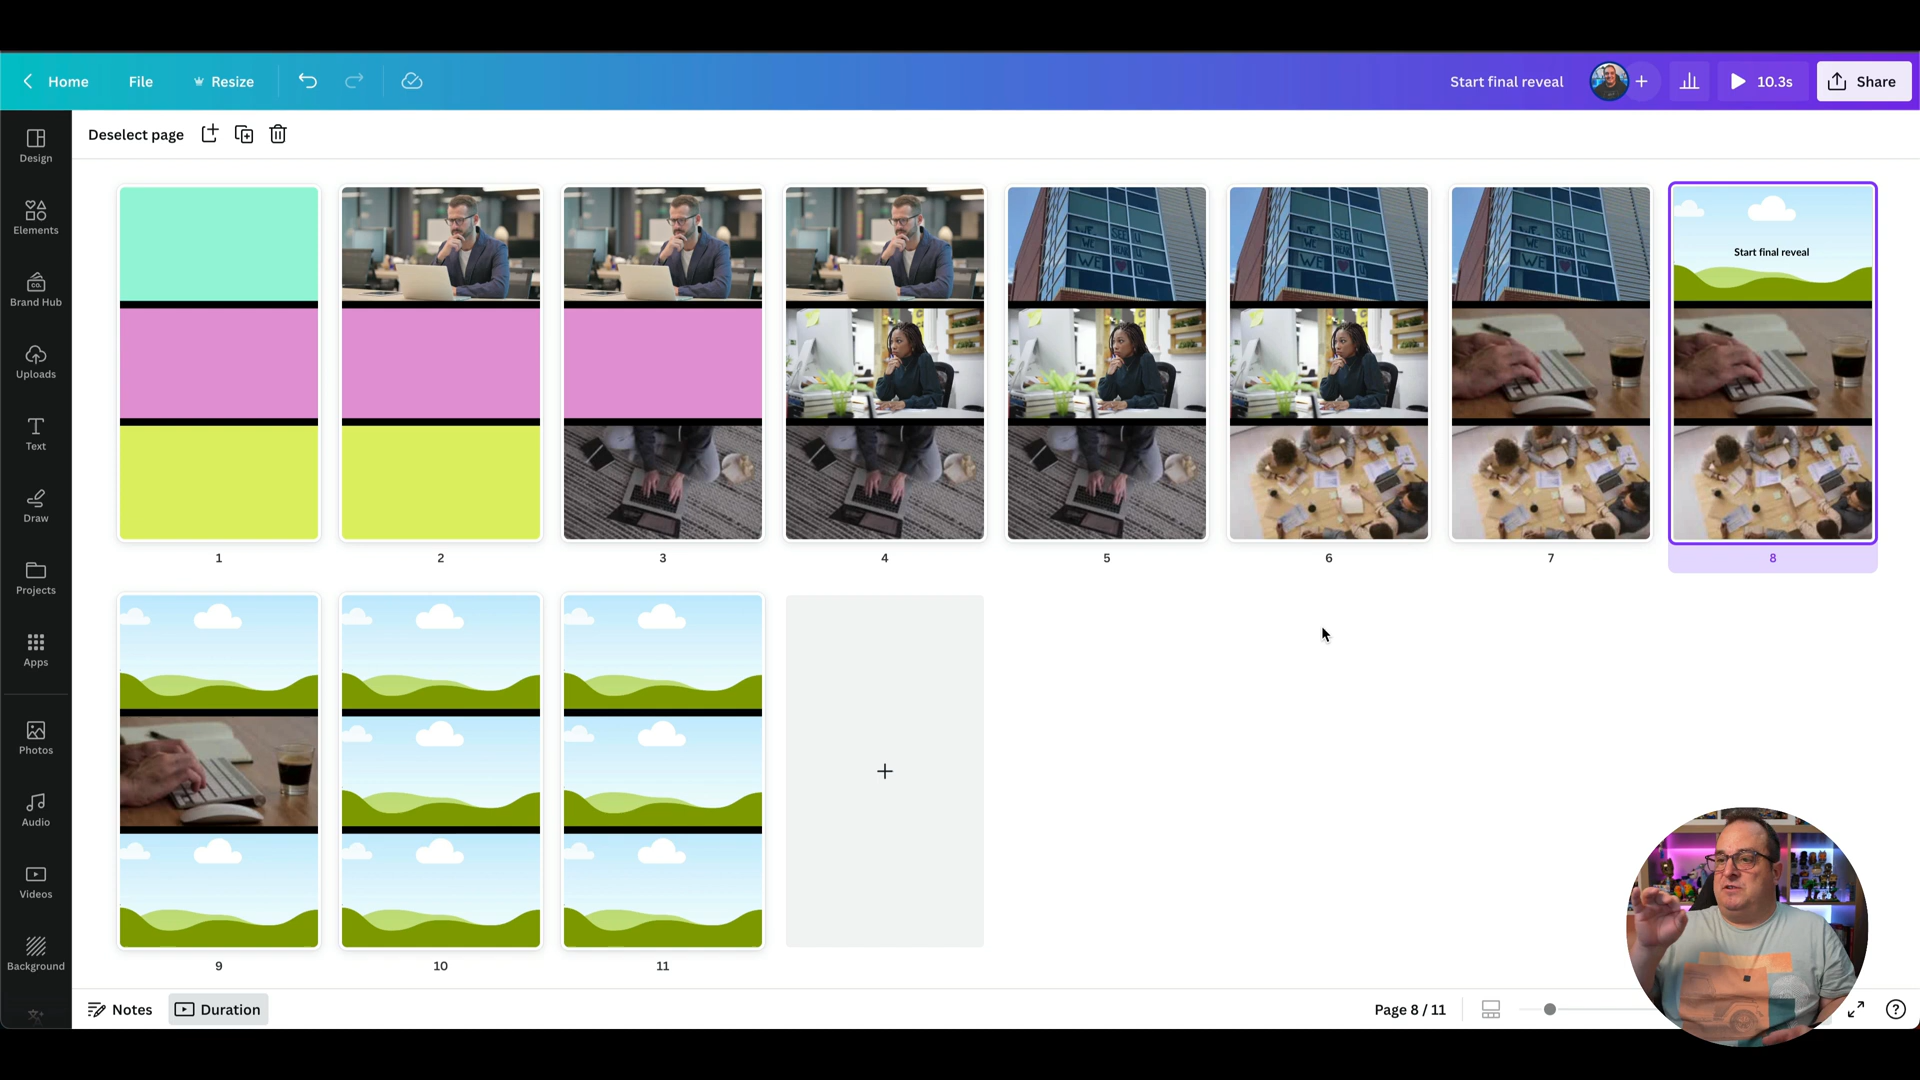 Home File Resize Start final reveal 10.3s Share
Deselect page
Design
Elements
Brand Hub
Uploads
Text
Draw
Projects
Apps
Photos
Audio
Videos
Background
Start final reveal
1 2 3 4 5 6 7 8
9 10 11
Notes Duration Page 8 / 11